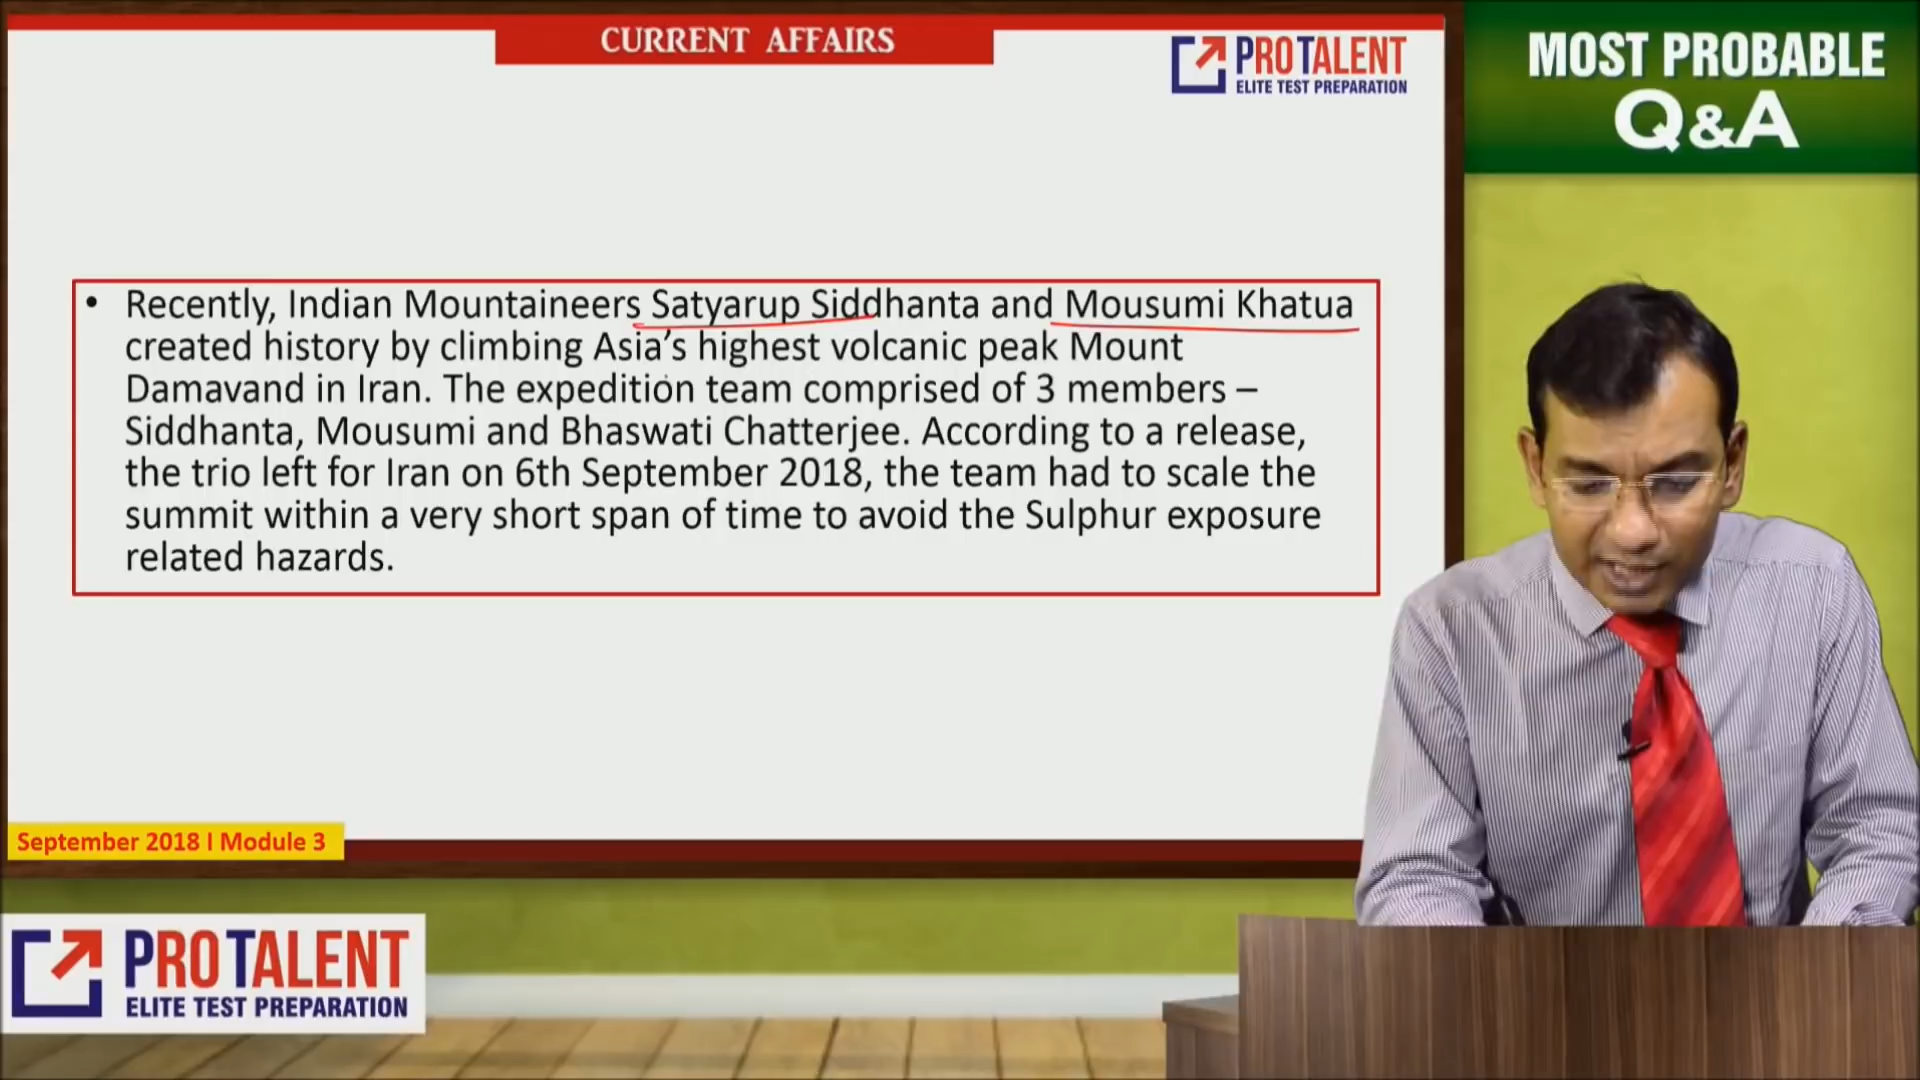 CURRENT AFFAIRS
PROTALENT
ELITE TEST PREPARATION
MOST PROBABLE
Q&A
• Recently, Indian Mountaineers Satyarup Siddhanta and Mousumi Khatua
created history by climbing Asia's highest volcanic peak Mount
Damavand in Iran. The expedition team comprised of 3 members –
Siddhanta, Mousumi and Bhaswati Chatterjee. According to a release,
the trio left for Iran on 6th September 2018, the team had to scale the
summit within a very short span of time to avoid the Sulphur exposure
related hazards.
September 2018 I Module 3
PROTALENT
ELITE TEST PREPARATION